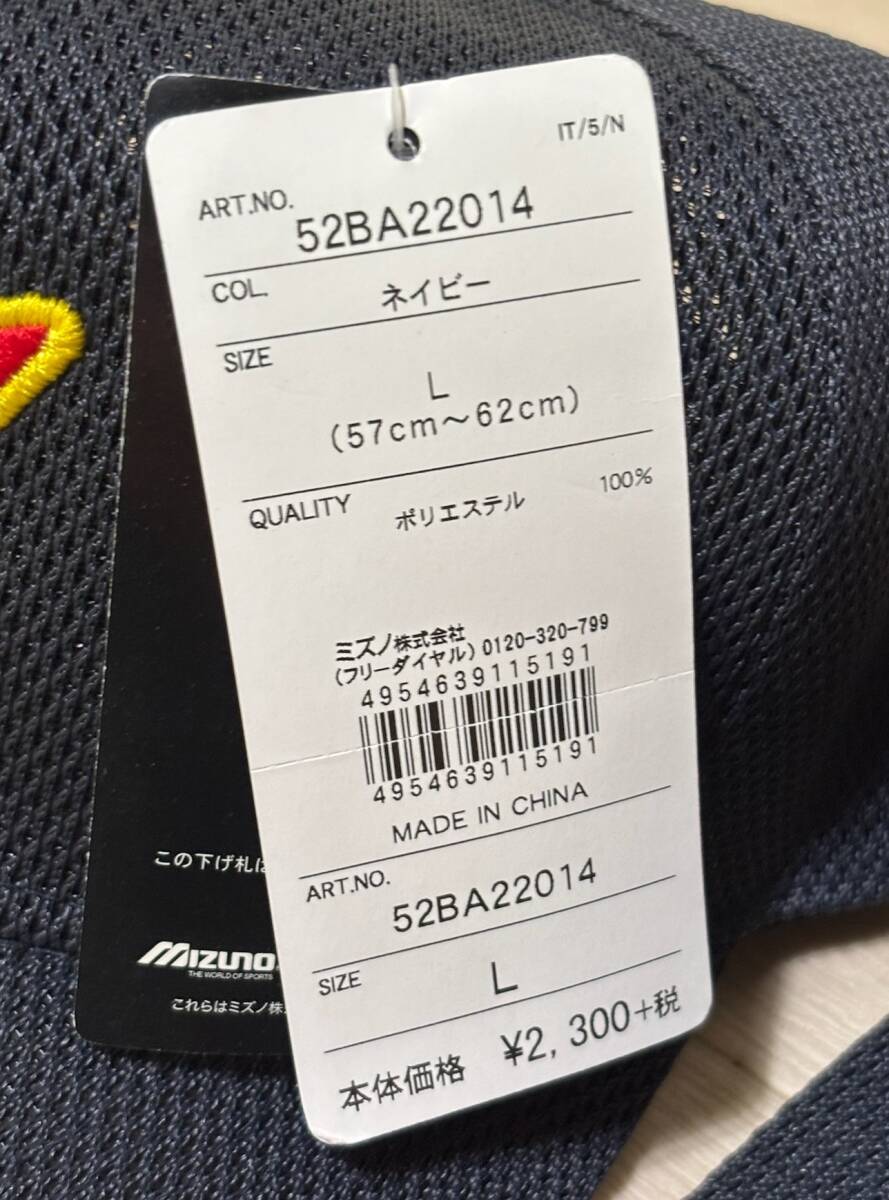 IT/5/N
ART.NO.
52BA22014
COL.
ネイビー
SIZE
L
(57cm～62cm)
QUALITY
ポリエステル 100%
ミズノ株式会社
(フリーダイヤル) 0120-320-799
4954639115191
4954639115191
MADE IN CHINA
ART.NO.
52BA22014
SIZE
L
本体価格 ¥2,300+税
この下げ札は
MIZUNO
THE WORLD OF SPORTS
これらはミズノ株